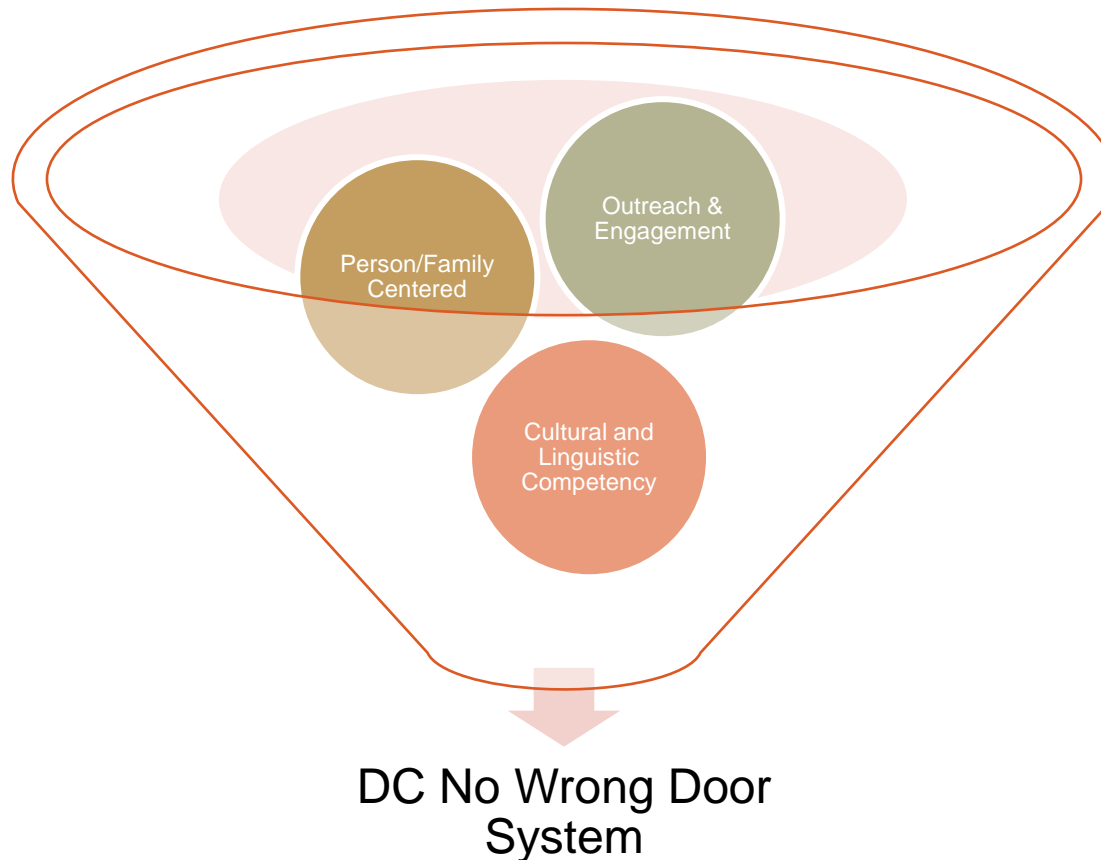 Outreach &
Engagement
Person/Family
Centered
Cultural and
Linguistic
Competency
DC No Wrong Door
System